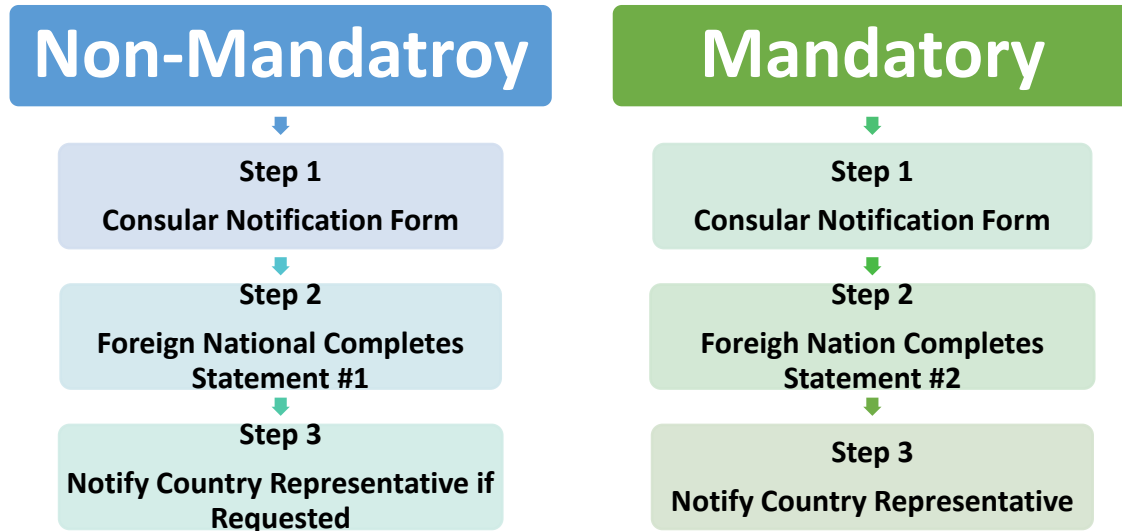 Non-Mandatroy
Step 1
Consular Notification Form
Step 2
Foreign National Completes
Statement #1
Step 3
Notify Country Representative if
Requested
Mandatory
Step 1
Consular Notification Form
Step 2
Foreigh Nation Completes
Statement #2
Step 3
Notify Country Representative